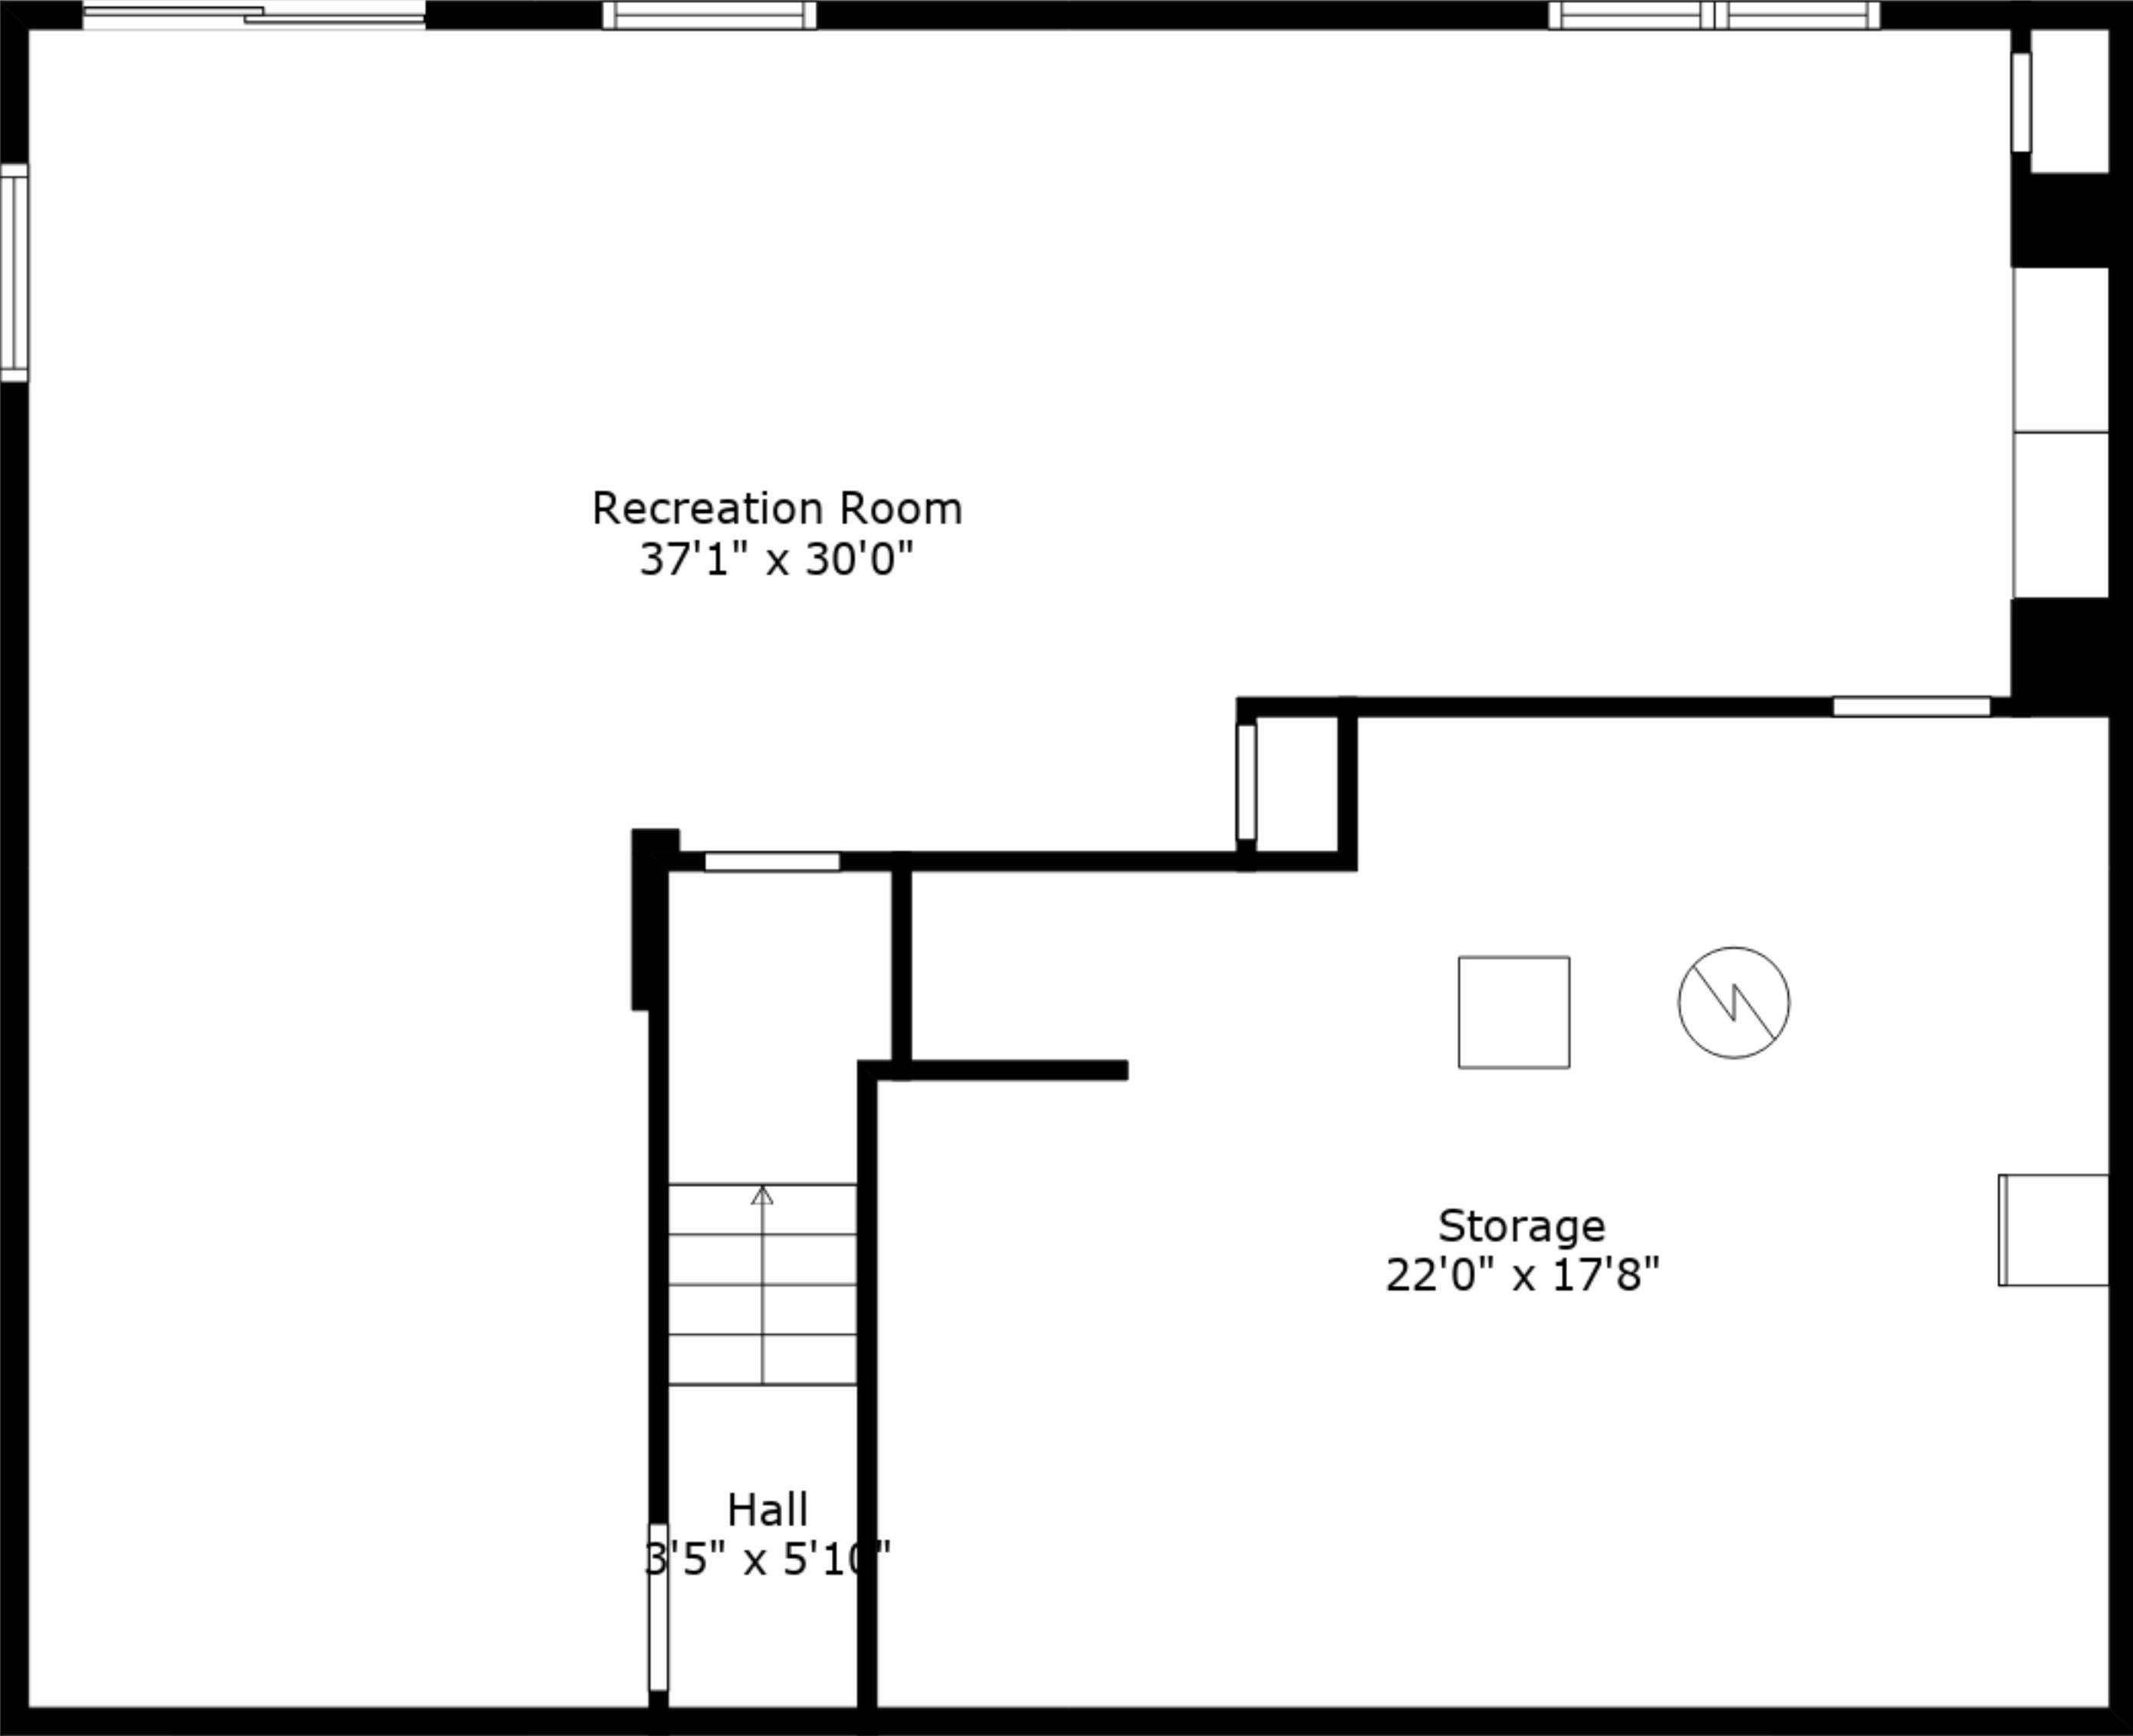 Recreation Room
37'1" x 30'0"
Storage
22'0" x 17'8"
Hall
3'5" x 5'10"